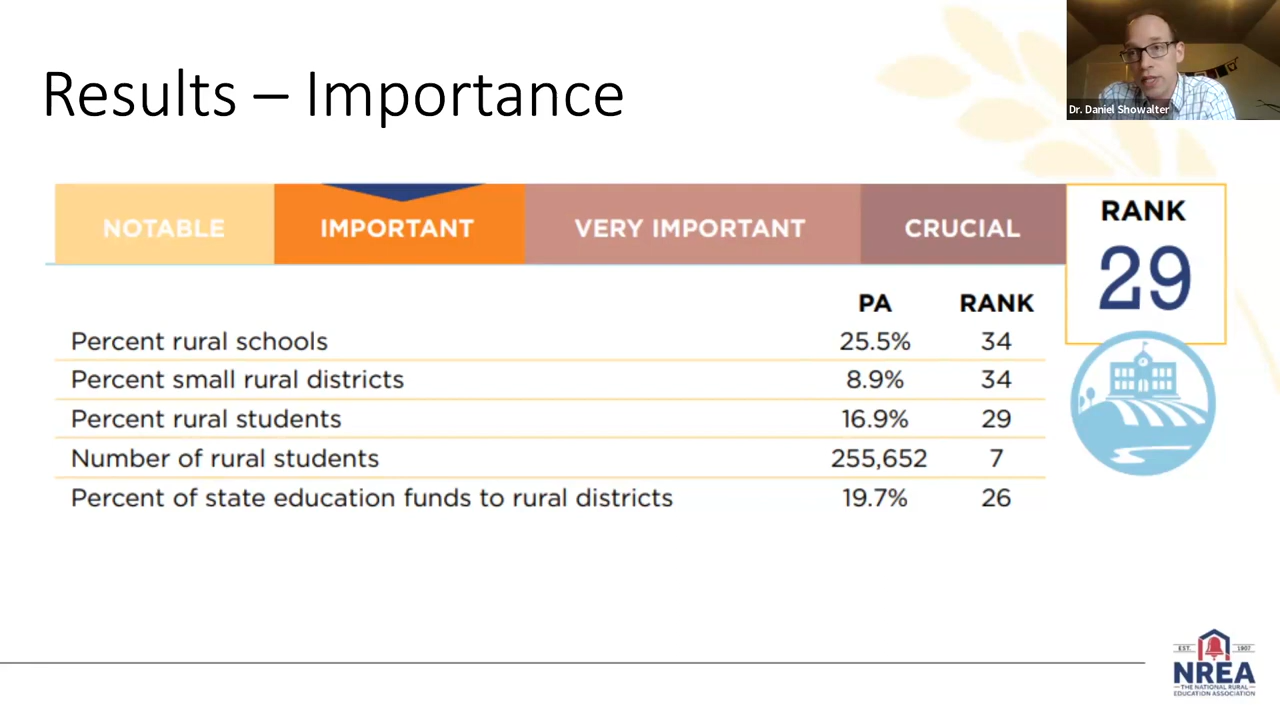 Results – Importance
Dr. Daniel Showalter
NOTABLE IMPORTANT VERY IMPORTANT CRUCIAL
RANK
29
PA RANK
Percent rural schools 25.5% 34
Percent small rural districts 8.9% 34
Percent rural students 16.9% 29
Number of rural students 255,652 7
Percent of state education funds to rural districts 19.7% 26
EST. 1907
NREA
THE NATIONAL RURAL
EDUCATION ASSOCIATION